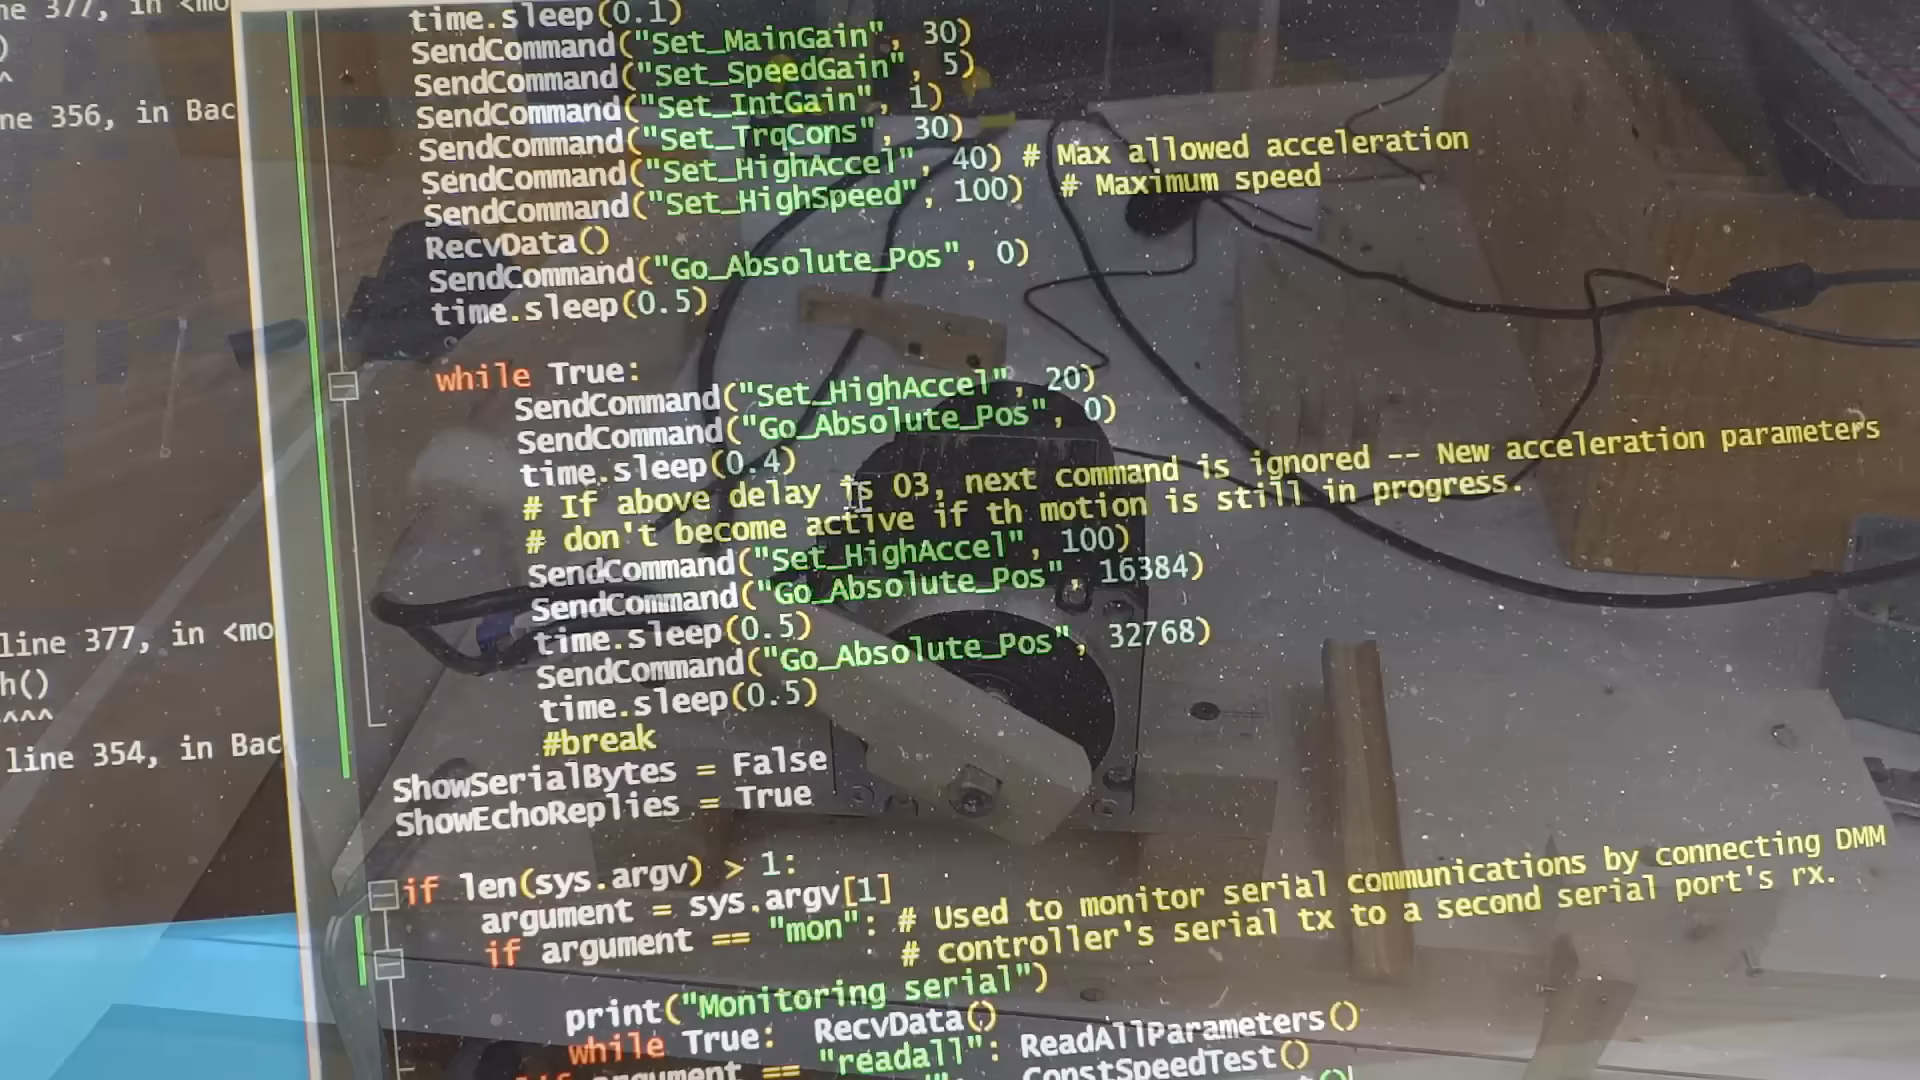 ne 377, in <mo
)
^
ne 356, in Bac
line 377, in <mo
h()
^^^^
line 354, in Bac
time.sleep(0.1)
SendCommand("Set_MainGain", 30)
SendCommand("Set_SpeedGain", 5)
SendCommand("Set_IntGain", 1)
SendCommand("Set_TrqCons", 30)
SendCommand("Set_HighAccel", 40) # Max allowed acceleration
SendCommand("Set_HighSpeed", 100) # Maximum speed
RecvData()
SendCommand("Go_Absolute_Pos", 0)
time.sleep(0.5)
while True:
SendCommand("Set_HighAccel", 20)
SendCommand("Go_Absolute_Pos", 0)
time.sleep(0.4)
# If above delay is 03, next command is ignored -- New acceleration parameters
# don't become active if th motion is still in progress.
SendCommand("Set_HighAccel", 100)
SendCommand("Go_Absolute_Pos", 16384)
time.sleep(0.5)
SendCommand("Go_Absolute_Pos", 32768)
time.sleep(0.5)
#break
ShowSerialBytes = False
ShowEchoReplies = True
if len(sys.argv) > 1:
argument = sys.argv[1]
if argument == "mon": # Used to monitor serial communications by connecting DMM
# controller's serial tx to a second serial port's rx.
print("Monitoring serial")
while True: RecvData()
argument == "readall": ReadAllParameters()
ConstSpeedTest()